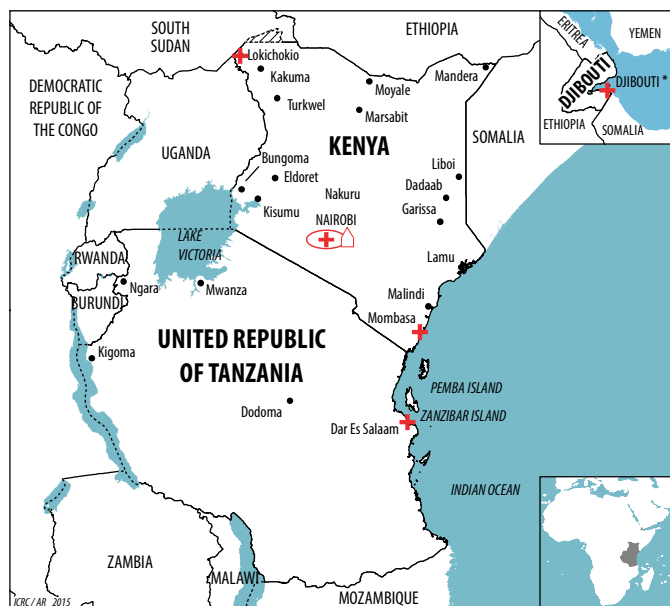 SOUTH
SUDAN
ETHIOPIA
ERITREA
YEMEN
DJIBOUTI
DJIBOUTI *
ETHIOPIA
SOMALIA
Lokichokio
Kakuma
Turkwel
Moyale
Mandera
Marsabit
DEMOCRATIC
REPUBLIC OF
THE CONGO
KENYA
SOMALIA
UGANDA
Bungoma
Eldoret
Liboi
Dadaab
Nakuru
Kisumu
Garissa
NAIROBI
LAKE
VICTORIA
Lamu
RWANDA
Ngara
Mwanza
BURUNDI
Malindi
Mombasa
UNITED REPUBLIC
OF TANZANIA
Kigoma
PEMBA ISLAND
Dodoma
ZANZIBAR ISLAND
Dar Es Salaam
INDIAN OCEAN
ZAMBIA
MALAWI
MOZAMBIQUE
ICRC / AR 2015